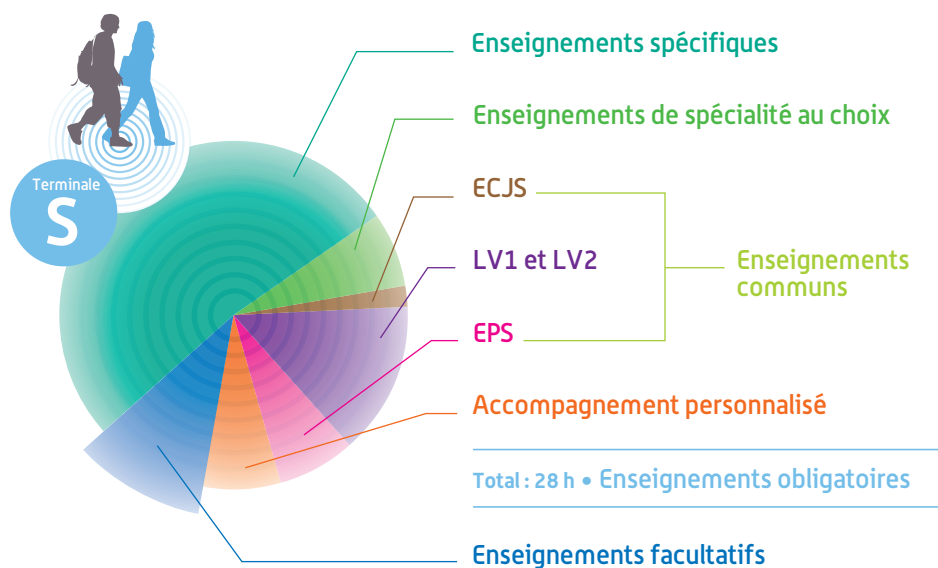 Terminale
S
Enseignements spécifiques
Enseignements de spécialité au choix
ECJS
LV1 et LV2
EPS
Enseignements
communs
Accompagnement personnalisé
Total : 28 h • Enseignements obligatoires
Enseignements facultatifs